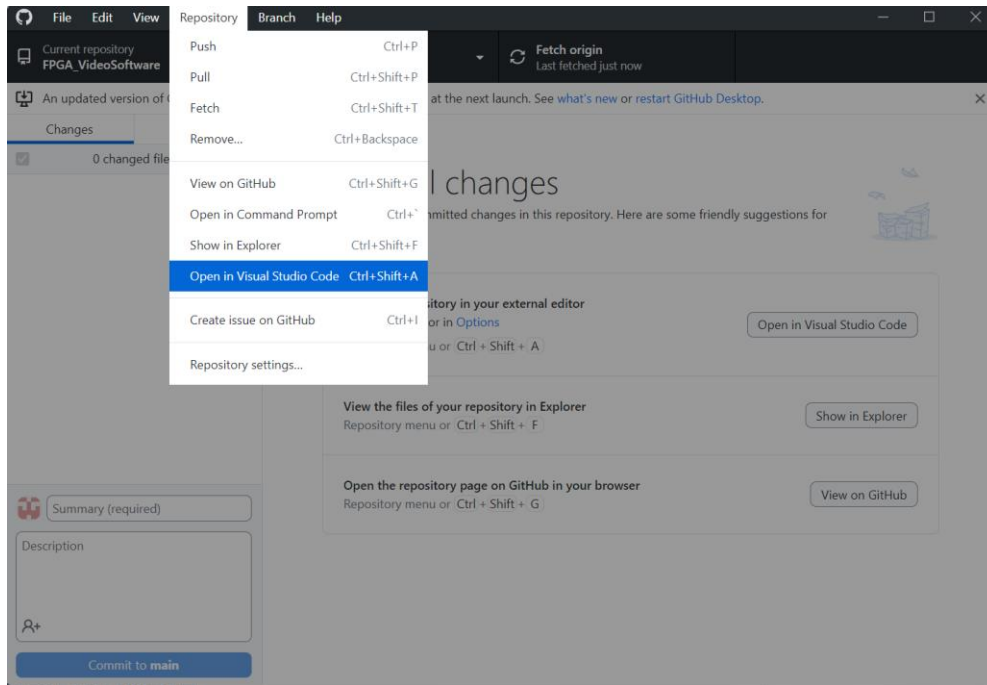 File Edit View Repository Branch Help
Current repository
FPGA_VideoSoftware
Fetch origin
Last fetched just now
Push Ctrl+P
Pull Ctrl+Shift+P
Fetch Ctrl+Shift+T
Remove... Ctrl+Backspace
View on GitHub Ctrl+Shift+G
Open in Command Prompt Ctrl+`
Show in Explorer Ctrl+Shift+F
Open in Visual Studio Code Ctrl+Shift+A
Create issue on GitHub Ctrl+I
Repository settings...
An updated version of
at the next launch. See what's new or restart GitHub Desktop.
Changes
0 changed file
changes
changes in this repository. Here are some friendly suggestions for
in your external editor
or in Options
or Ctrl + Shift + A
Open in Visual Studio Code
View the files of your repository in Explorer
Repository menu or Ctrl + Shift + F
Show in Explorer
Open the repository page on GitHub in your browser
Repository menu or Ctrl + Shift + G
View on GitHub
Summary (required)
Description
Commit to main